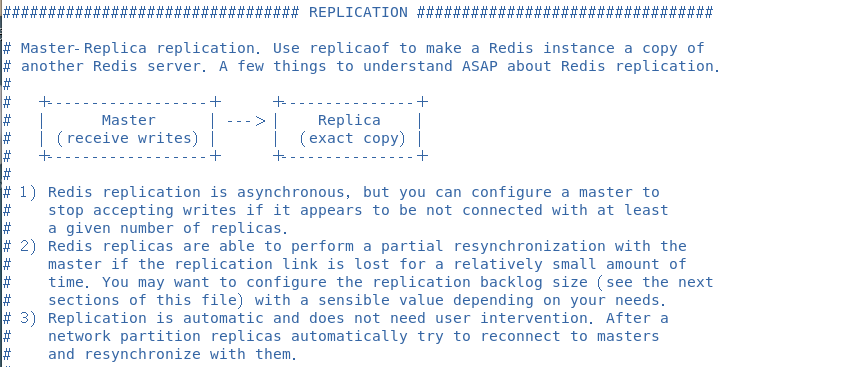 ################################# REPLICATION #################################
# Master-Replica replication. Use replicaof to make a Redis instance a copy of
# another Redis server. A few things to understand ASAP about Redis replication.
#
#   +------------------+      +---------------+
#   |      Master      | ---> |    Replica    |
#   | (receive writes) |      |  (exact copy) |
#   +------------------+      +---------------+
#
# 1) Redis replication is asynchronous, but you can configure a master to
#    stop accepting writes if it appears to be not connected with at least
#    a given number of replicas.
# 2) Redis replicas are able to perform a partial resynchronization with the
#    master if the replication link is lost for a relatively small amount of
#    time. You may want to configure the replication backlog size (see the next
#    sections of this file) with a sensible value depending on your needs.
# 3) Replication is automatic and does not need user intervention. After a
#    network partition replicas automatically try to reconnect to masters
#    and resynchronize with them.